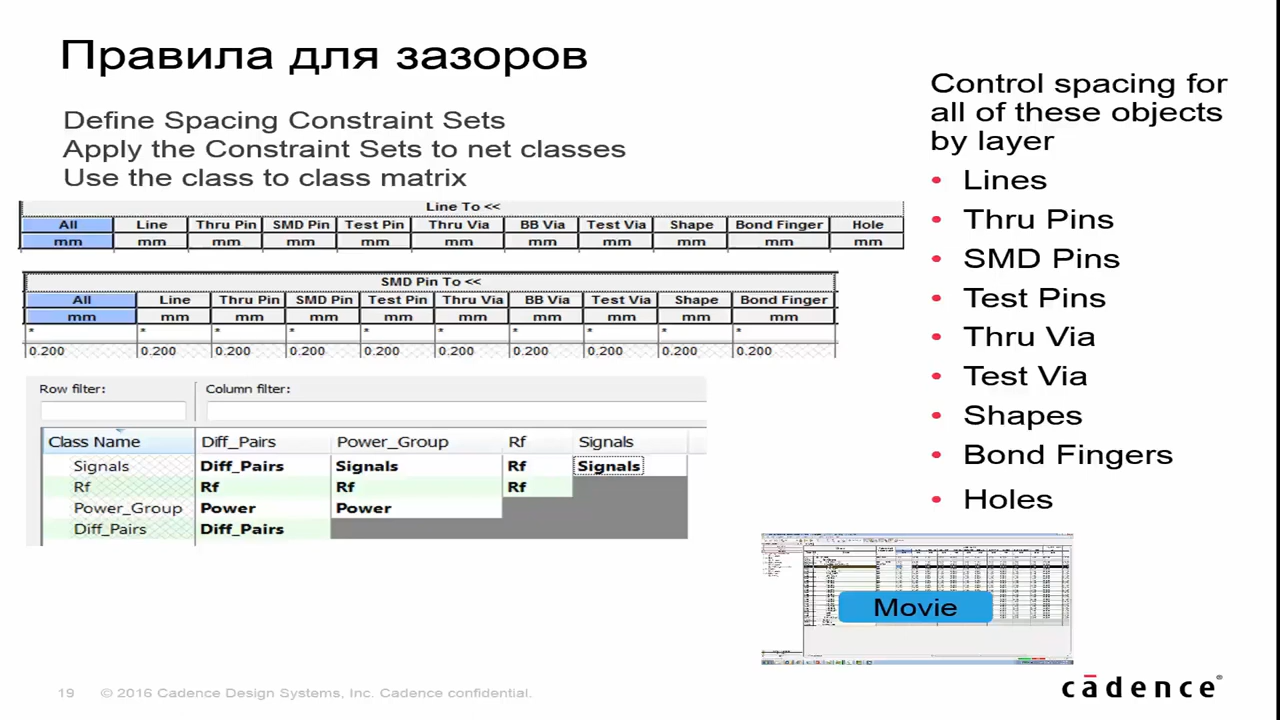 Правила для зазоров
Define Spacing Constraint Sets
Apply the Constraint Sets to net classes
Use the class to class matrix
Line To <<
All Line Thru Pin SMD Pin Test Pin Thru Via BB Via Test Via Shape Bond Finger Hole
mm mm mm mm mm mm mm mm mm mm mm
SMD Pin To <<
All Line Thru Pin SMD Pin Test Pin Thru Via BB Via Test Via Shape Bond Finger
mm mm mm mm mm mm mm mm mm mm
* * * * * * * * * *
0.200 0.200 0.200 0.200 0.200 0.200 0.200 0.200 0.200 0.200
Row filter: Column filter:
Class Name Diff_Pairs Power_Group Rf Signals
Signals Diff_Pairs Signals Rf Signals
Rf Rf Rf Rf
Power_Group Power Power
Diff_Pairs Diff_Pairs
Control spacing for
all of these objects
by layer
• Lines
• Thru Pins
• SMD Pins
• Test Pins
• Thru Via
• Test Via
• Shapes
• Bond Fingers
• Holes
Movie
19 © 2016 Cadence Design Systems, Inc. Cadence confidential.
cādence®